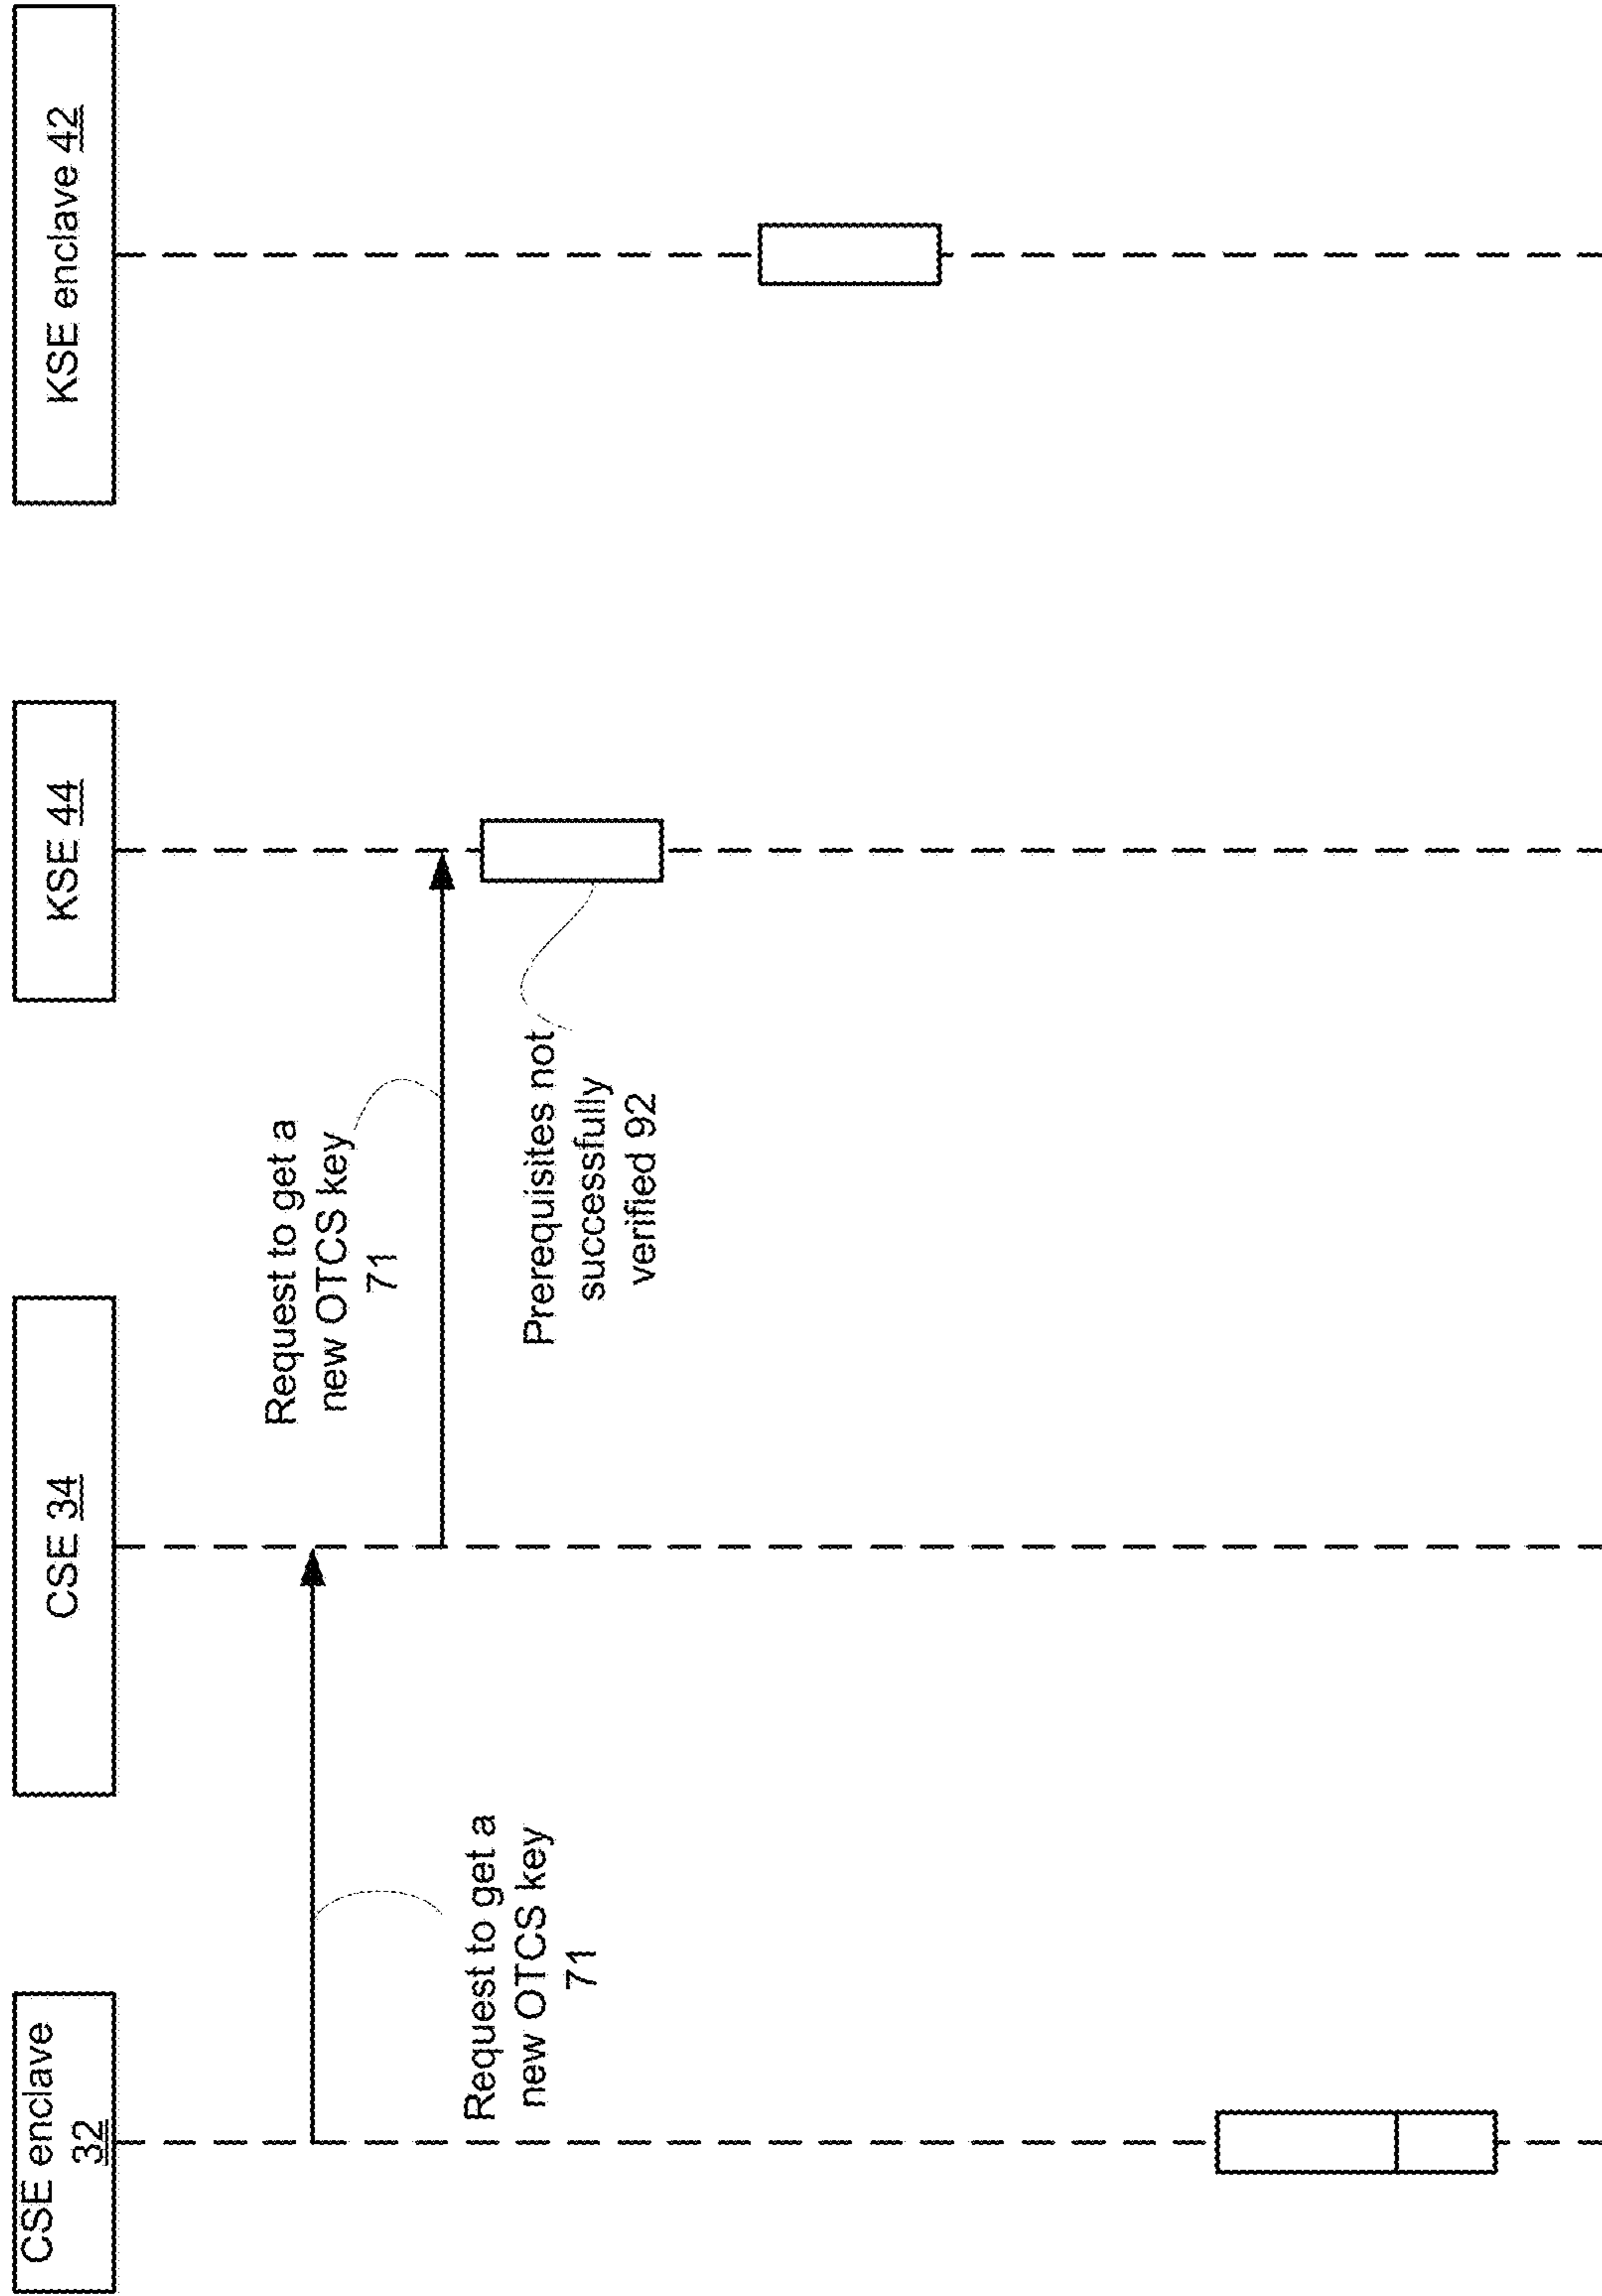 CSE enclave
32
CSE 34
KSE 44
KSE enclave 42
Request to get a
new OTCS key
71
Request to get a
new OTCS key
71
Prerequisites not
successfully
verified 92